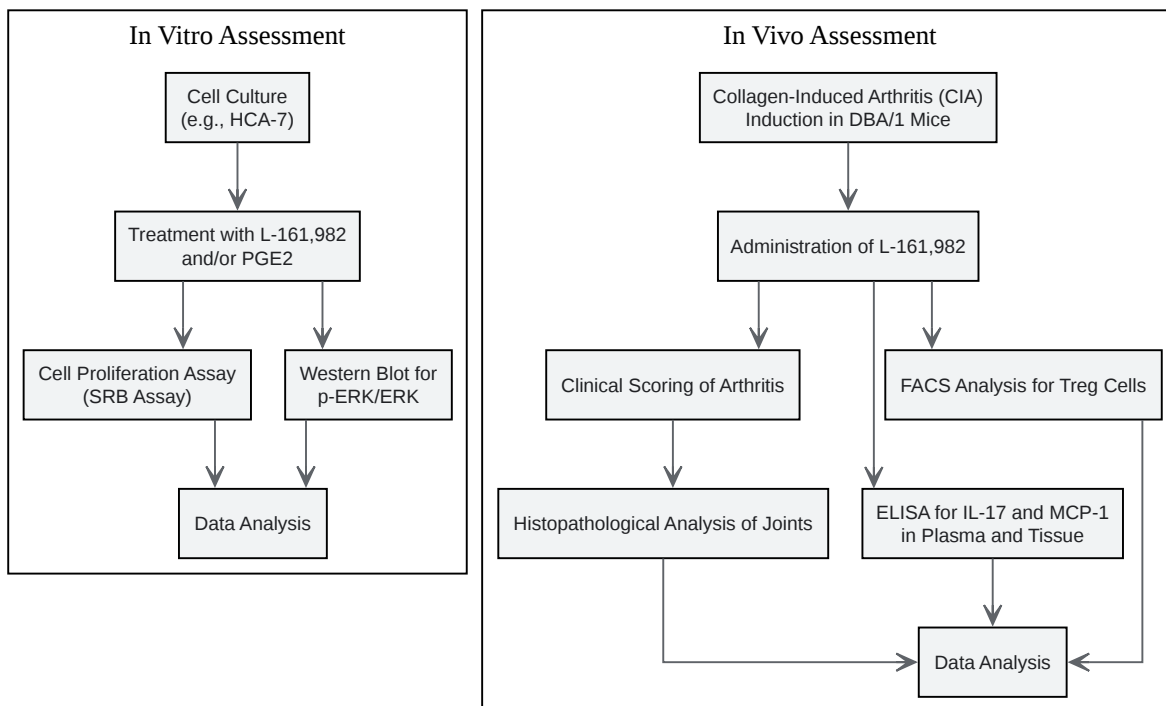 In Vitro Assessment
Cell Culture
(e.g., HCA-7)
Treatment with L-161,982
and/or PGE2
Cell Proliferation Assay
(SRB Assay)
Western Blot for
p-ERK/ERK
Data Analysis
In Vivo Assessment
Collagen-Induced Arthritis (CIA)
Induction in DBA/1 Mice
Administration of L-161,982
Clinical Scoring of Arthritis
FACS Analysis for Treg Cells
Histopathological Analysis of Joints
ELISA for IL-17 and MCP-1
in Plasma and Tissue
Data Analysis